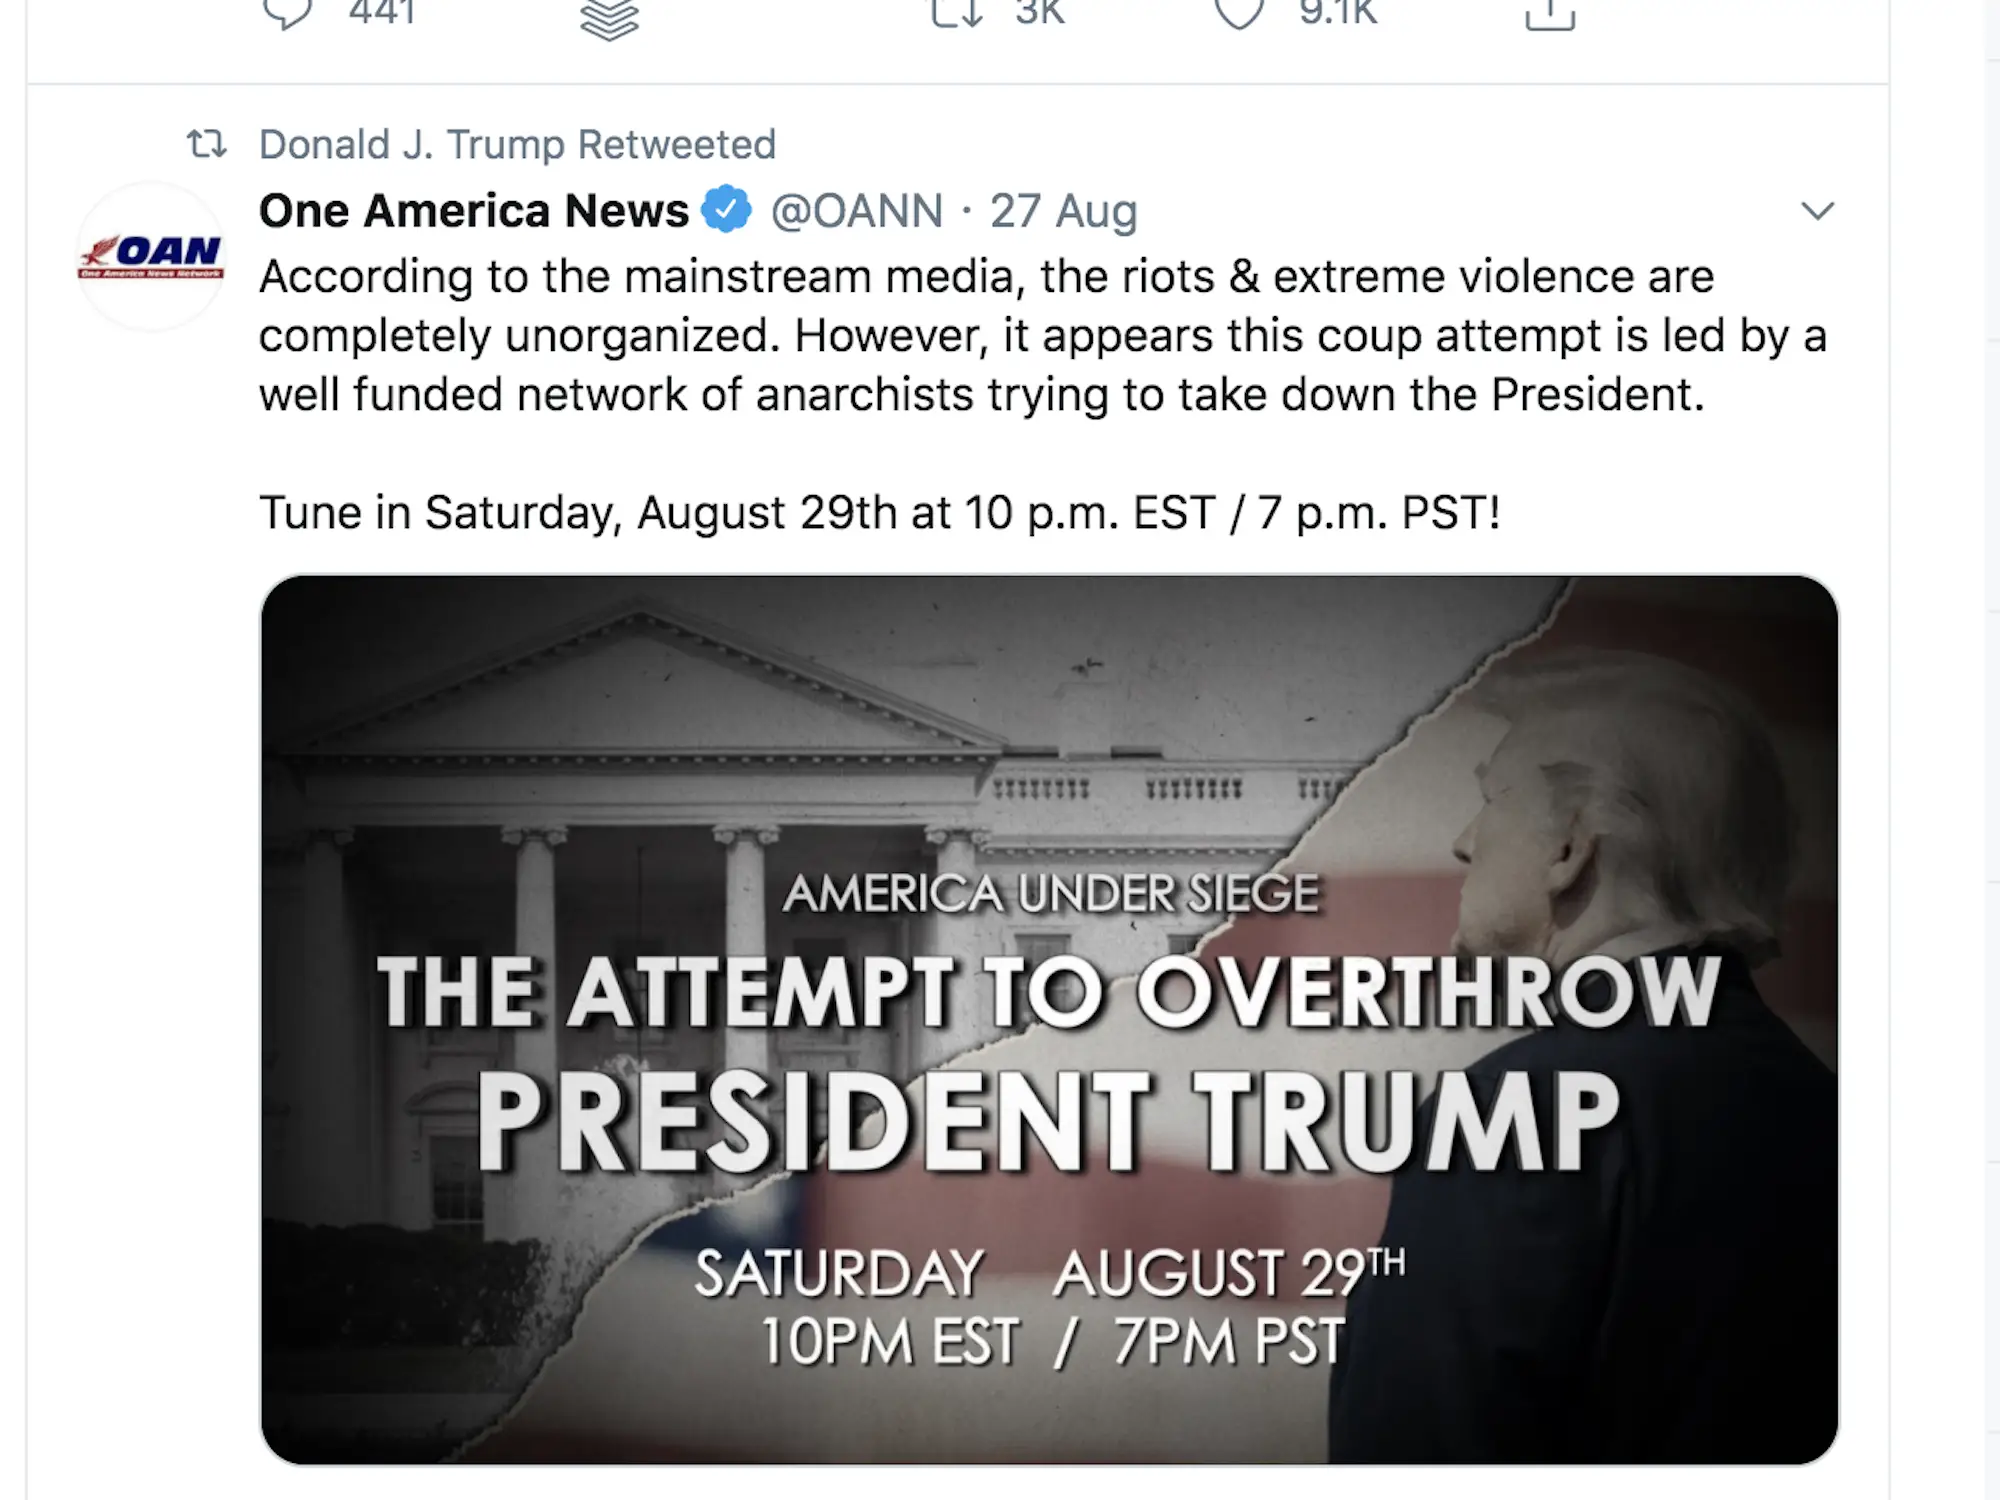 441 3K 9.1K
Donald J. Trump Retweeted
One America News @OANN · 27 Aug
OAN
One America News Network
According to the mainstream media, the riots & extreme violence are
completely unorganized. However, it appears this coup attempt is led by a
well funded network of anarchists trying to take down the President.
Tune in Saturday, August 29th at 10 p.m. EST / 7 p.m. PST!
AMERICA UNDER SIEGE
THE ATTEMPT TO OVERTHROW
PRESIDENT TRUMP
SATURDAY AUGUST 29TH
10PM EST / 7PM PST